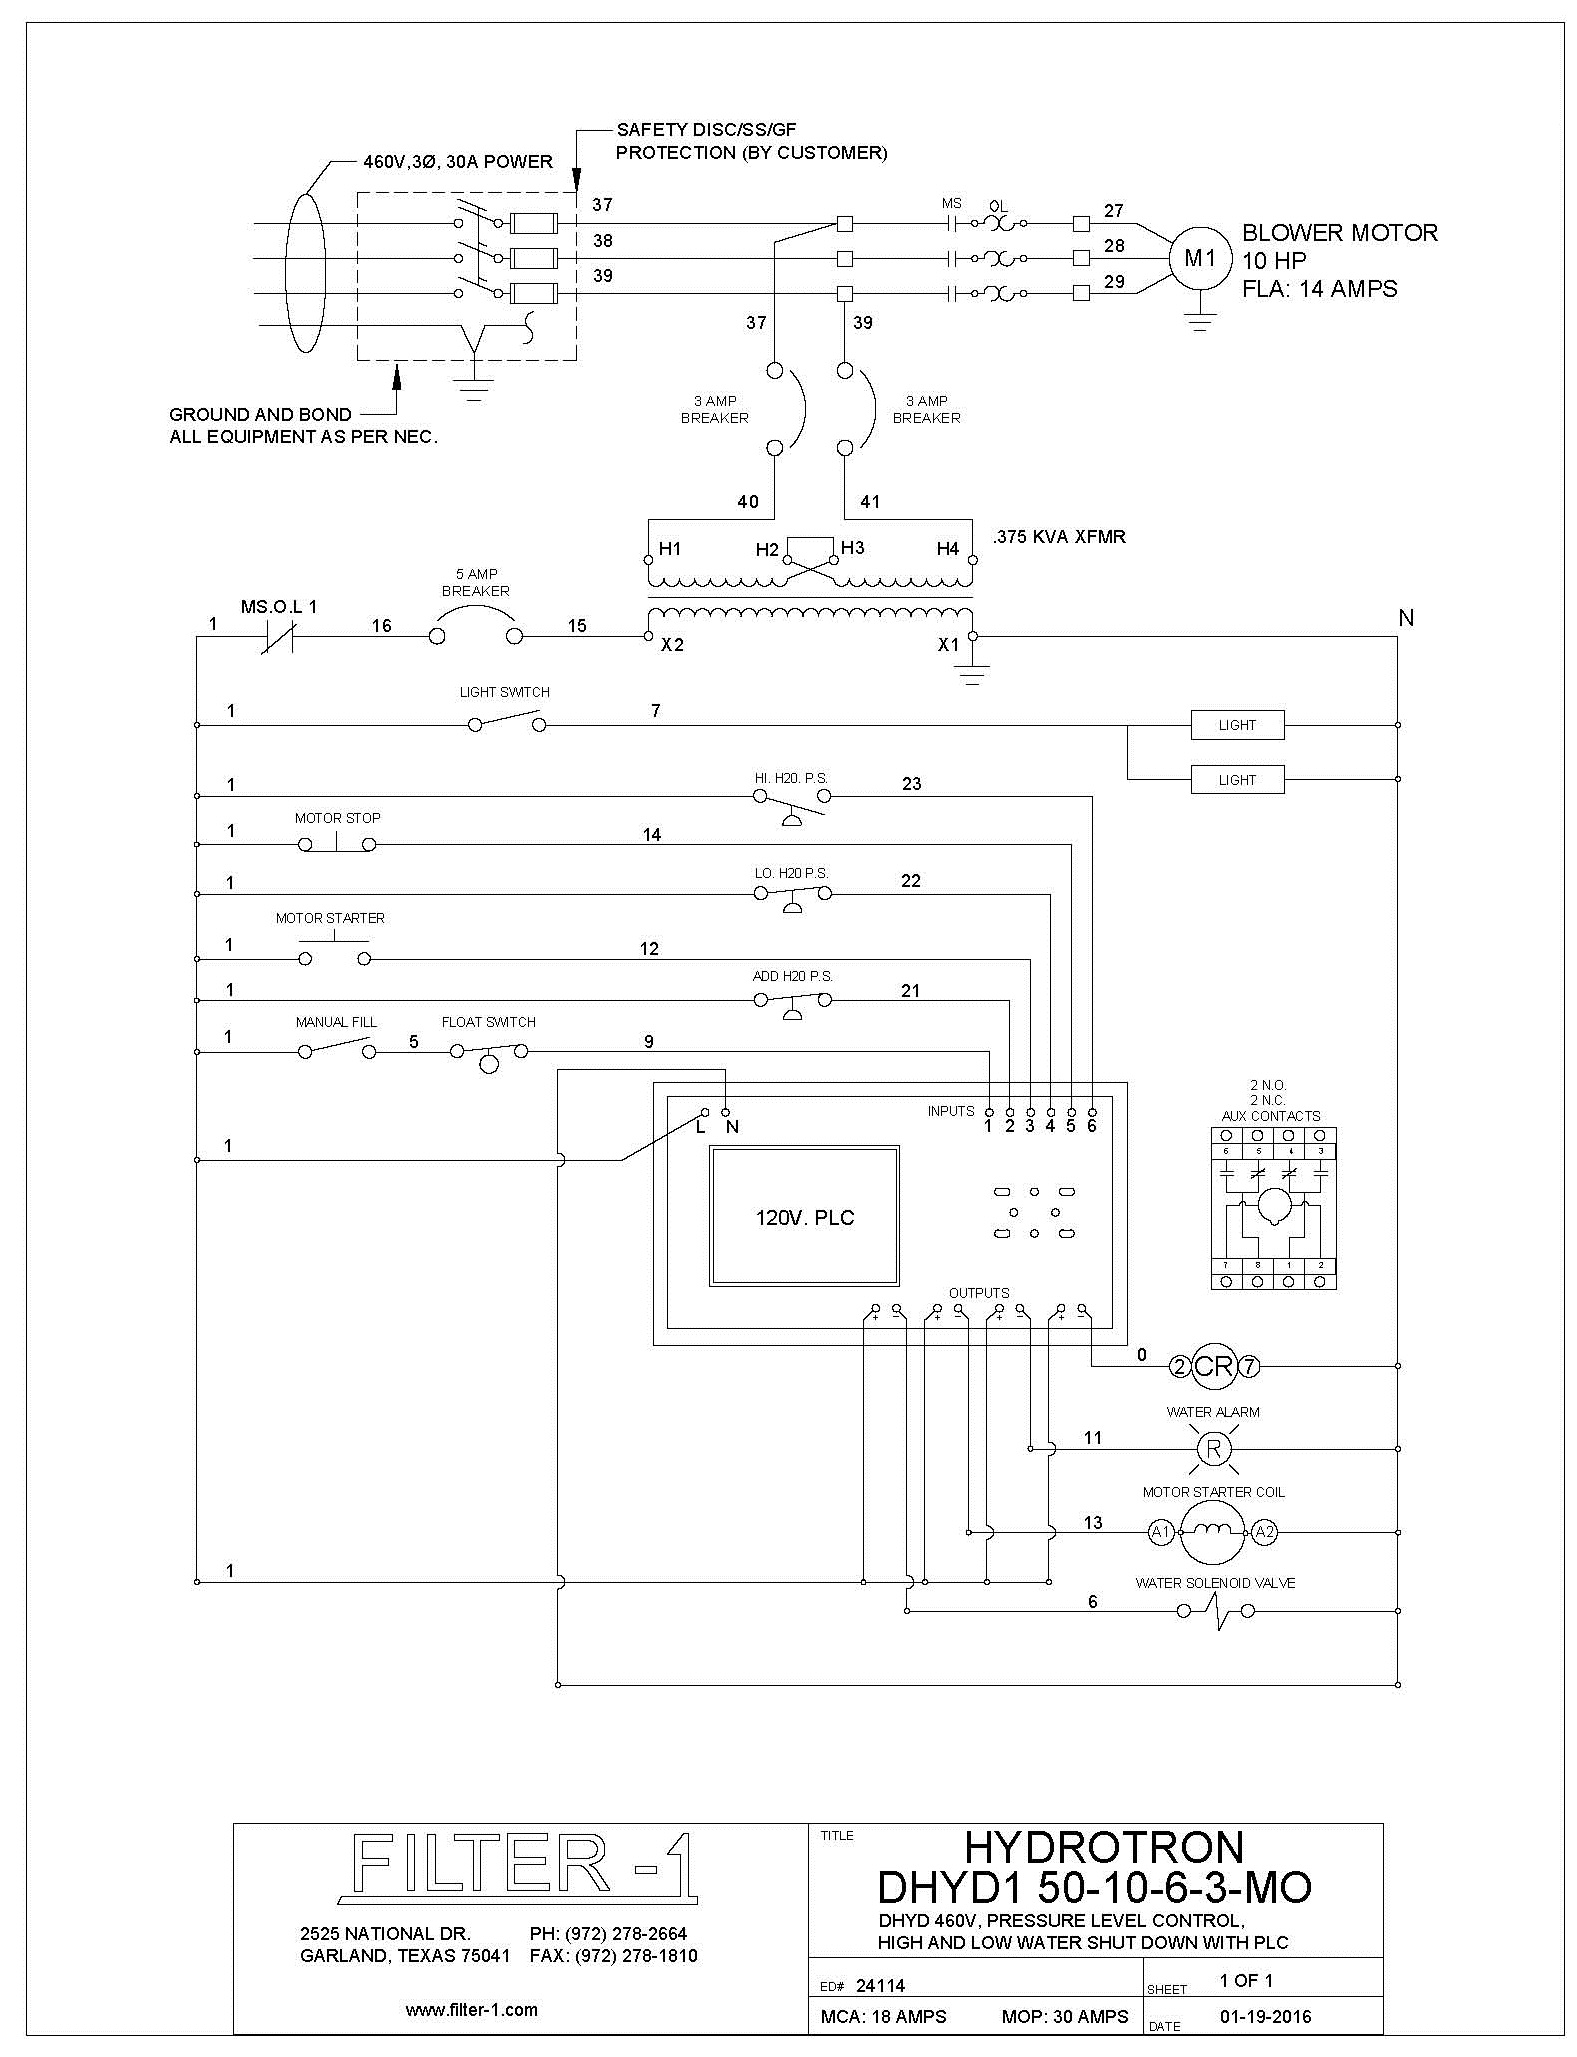 SAFETY DISC/SS/GF
PROTECTION (BY CUSTOMER)
460V,3Ø, 30A POWER
37
38
39
MS
OL
27
28
29
M1
BLOWER MOTOR
10 HP
FLA: 14 AMPS
37
39
GROUND AND BOND
ALL EQUIPMENT AS PER NEC.
3 AMP
BREAKER
3 AMP
BREAKER
40
41
.375 KVA XFMR
H1
H2
H3
H4
5 AMP
BREAKER
MS.O.L 1
1
16
15
X2
X1
N
LIGHT SWITCH
1
7
LIGHT
LIGHT
HI. H20. P.S.
1
23
MOTOR STOP
1
14
LO. H20 P.S.
1
22
MOTOR STARTER
1
12
ADD H20 P.S.
1
21
MANUAL FILL
FLOAT SWITCH
1
5
9
INPUTS
L N
1 2 3 4 5 6
1
120V. PLC
OUTPUTS
+ − + − + − + −
2 N.O.
2 N.C.
AUX CONTACTS
6 5 4 3
7 8 1 2
0
2 CR 7
WATER ALARM
11
R
MOTOR STARTER COIL
13
A1
A2
WATER SOLENOID VALVE
1
6
FILTER -1
2525 NATIONAL DR. PH: (972) 278-2664
GARLAND, TEXAS 75041 FAX: (972) 278-1810
www.filter-1.com
TITLE
HYDROTRON
DHYD1 50-10-6-3-MO
DHYD 460V, PRESSURE LEVEL CONTROL,
HIGH AND LOW WATER SHUT DOWN WITH PLC
ED# 24114
SHEET 1 OF 1
MCA: 18 AMPS MOP: 30 AMPS
DATE 01-19-2016